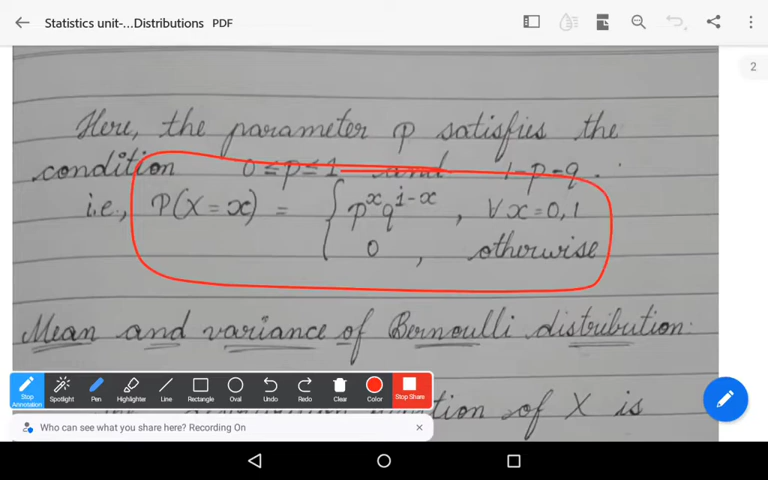 Statistics unit-...Distributions PDF
2
Here, the parameter p satisfies the
condition 0≤p≤1 and 1-p=q.
i.e., P(X=x) = { p^x q^{1-x}, ∀ x=0,1
0, otherwise
Mean and variance of Bernoulli distribution:
Stop Annotation Spotlight Pen Highlighter Line Rectangle Oval Undo Redo Clear Color Stop Share
tion of X is
Who can see what you share here? Recording On